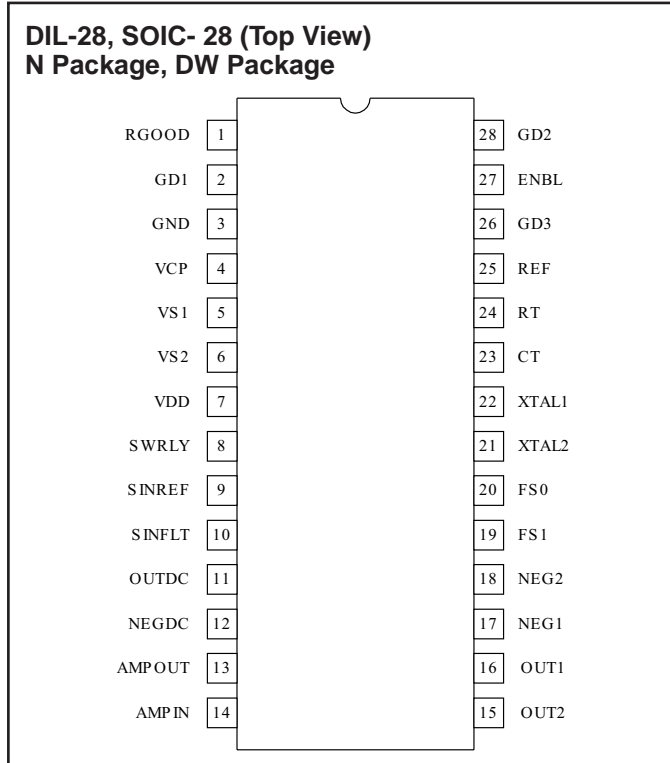 DIL-28, SOIC- 28 (Top View)
N Package, DW Package
RGOOD 1 28 GD2
GD1 2 27 ENBL
GND 3 26 GD3
VCP 4 25 REF
VS1 5 24 RT
VS2 6 23 CT
VDD 7 22 XTAL1
SWRLY 8 21 XTAL2
SINREF 9 20 FS0
SINFLT 10 19 FS1
OUTDC 11 18 NEG2
NEGDC 12 17 NEG1
AMPOUT 13 16 OUT1
AMPIN 14 15 OUT2